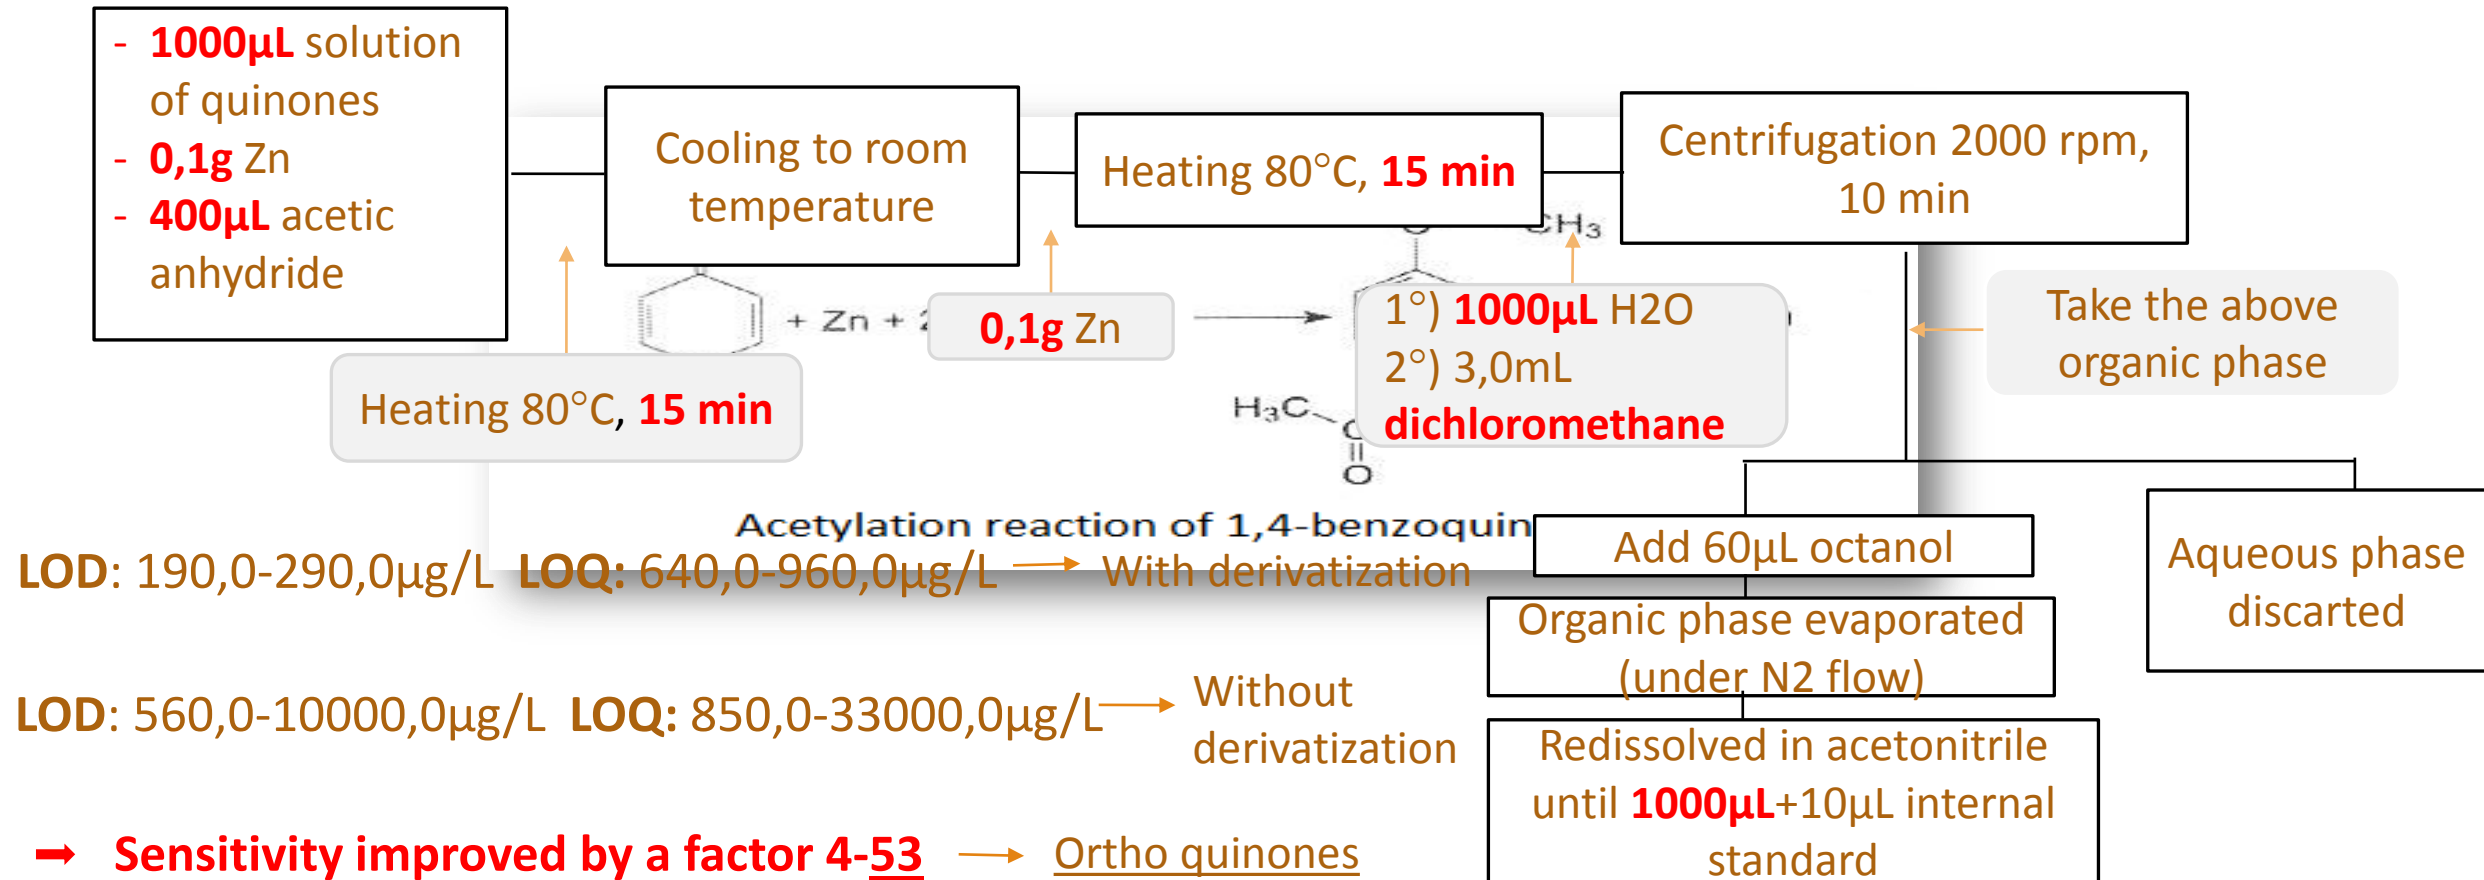 - 1000µL solution
of quinones
- 0,1g Zn
- 400µL acetic
anhydride
Cooling to room
temperature
Heating 80°C, 15 min
Centrifugation 2000 rpm,
10 min
CH3
+ Zn +
Heating 80°C, 15 min
0,1g Zn
1°) 1000µL H2O
2°) 3,0mL
dichloromethane
Take the above
organic phase
H3C
O
Acetylation reaction of
1,4-benzoquin
Add 60µL octanol
Aqueous phase
discarted
Organic phase evaporated
(under N2 flow)
Redissolved in acetonitrile
until 1000µL+10µL internal
standard
LOD: 190,0-290,0µg/L LOQ: 640,0-960,0µg/L
With derivatization
LOD: 560,0-10000,0µg/L LOQ: 850,0-33000,0µg/L
Without
derivatization
➞ Sensitivity improved by a factor 4-53
Ortho quinones